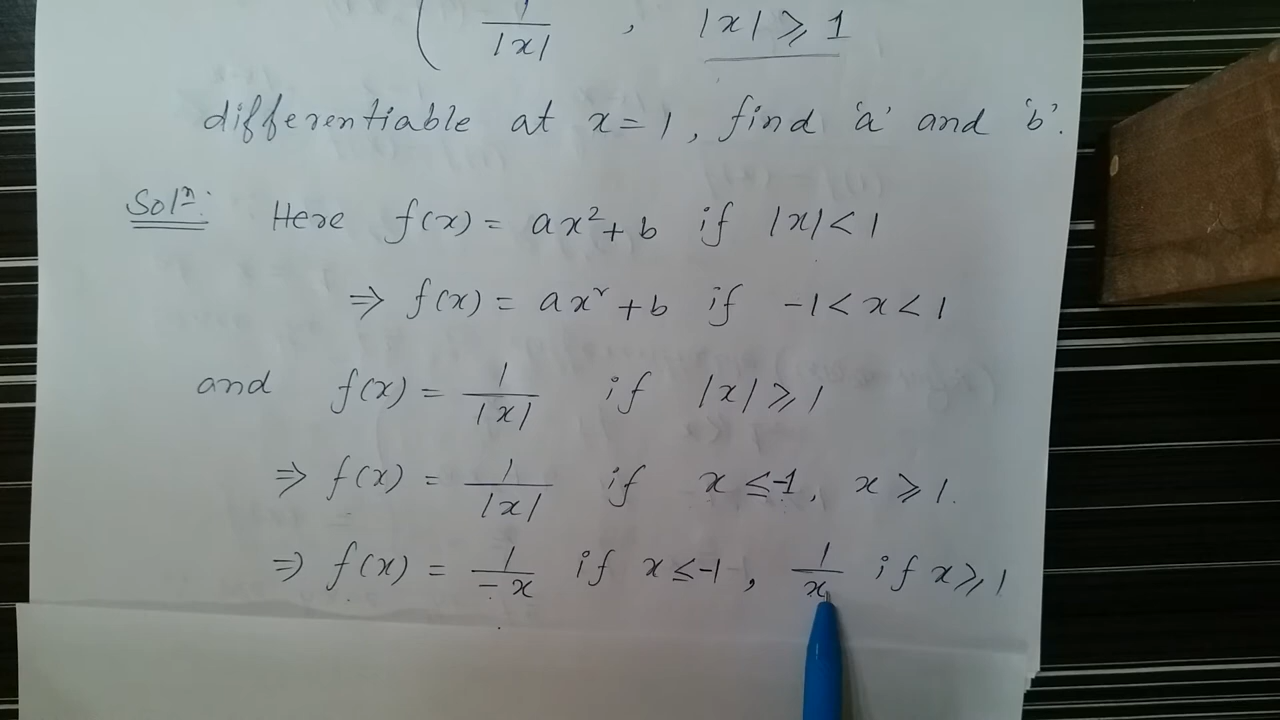 1/|x| , |x| ⩾ 1
differentiable at x=1, find 'a' and 'b'.
Solⁿ: Here f(x) = ax²+b if |x|<1
⇒ f(x) = ax²+b if -1<x<1
and f(x) = 1/|x| if |x|⩾1
⇒ f(x) = 1/|x| if x≤-1, x⩾1.
⇒ f(x) = 1/-x if x≤-1, 1/x if x⩾1